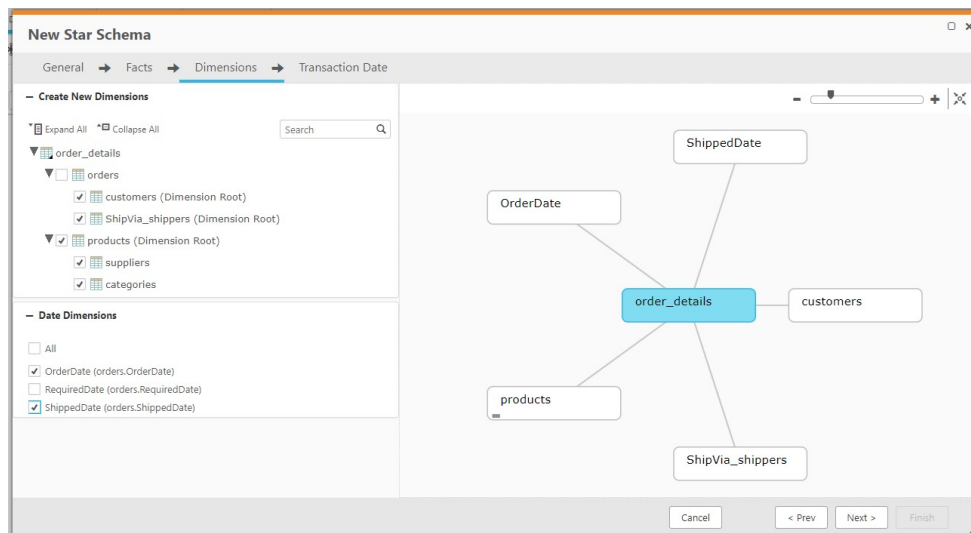 New Star Schema
General → Facts → Dimensions → Transaction Date
− Create New Dimensions
Expand All Collapse All Search
order_details
orders
customers (Dimension Root)
ShipVia_shippers (Dimension Root)
products (Dimension Root)
suppliers
categories
− Date Dimensions
All
OrderDate (orders.OrderDate)
RequiredDate (orders.RequiredDate)
ShippedDate (orders.ShippedDate)
ShippedDate
OrderDate
order_details
customers
products
ShipVia_shippers
Cancel < Prev Next > Finish